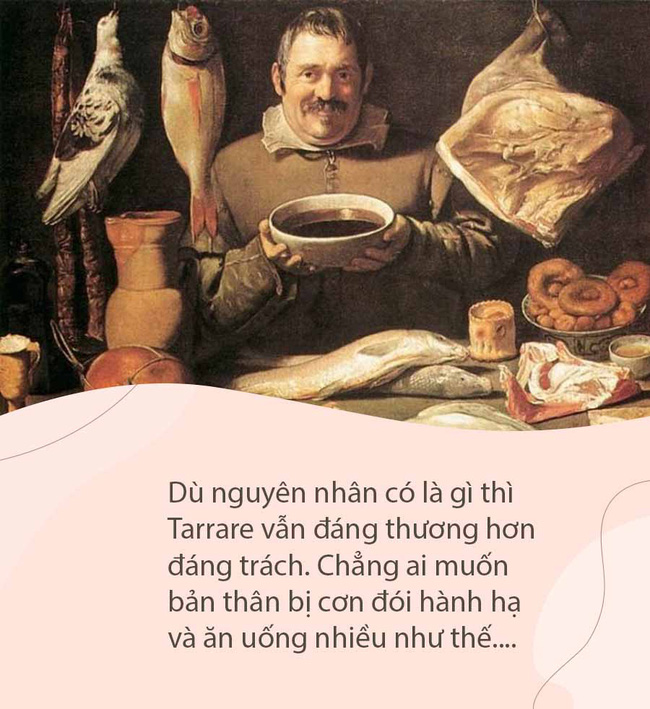 Dù nguyên nhân có là gì thì
Tarrare vẫn đáng thương hơn
đáng trách. Chẳng ai muốn
bản thân bị cơn đói hành hạ
và ăn uống nhiều như thế....